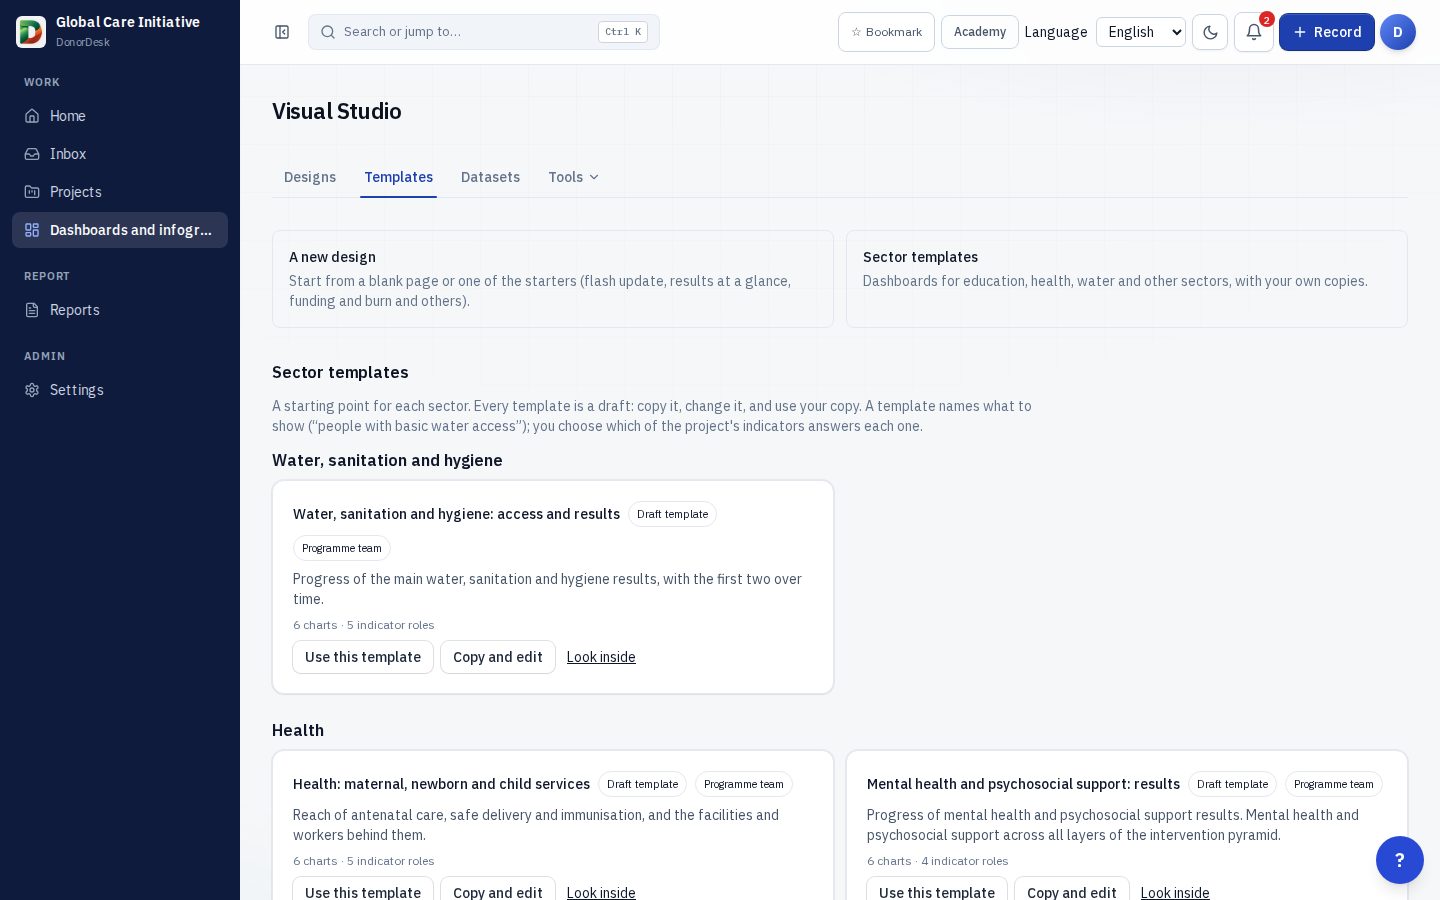 Global Care Initiative
DonorDesk
WORK
Home
Inbox
Projects
Dashboards and infogr...
REPORT
Reports
ADMIN
Settings
Search or jump to...
Ctrl K
☆ Bookmark
Academy
Language
English
2
+ Record
D
Visual Studio
Designs
Templates
Datasets
Tools
A new design
Start from a blank page or one of the starters (flash update, results at a glance,
funding and burn and others).
Sector templates
Dashboards for education, health, water and other sectors, with your own copies.
Sector templates
A starting point for each sector. Every template is a draft: copy it, change it, and use your copy. A template names what to
show (“people with basic water access”); you choose which of the project's indicators answers each one.
Water, sanitation and hygiene
Water, sanitation and hygiene: access and results
Draft template
Programme team
Progress of the main water, sanitation and hygiene results, with the first two over
time.
6 charts · 5 indicator roles
Use this template
Copy and edit
Look inside
Health
Health: maternal, newborn and child services
Draft template
Programme team
Reach of antenatal care, safe delivery and immunisation, and the facilities and
workers behind them.
6 charts · 5 indicator roles
Use this template
Copy and edit
Look inside
Mental health and psychosocial support: results
Draft template
Programme team
Progress of mental health and psychosocial support results. Mental health and
psychosocial support across all layers of the intervention pyramid.
6 charts · 4 indicator roles
Use this template
Copy and edit
Look inside
?